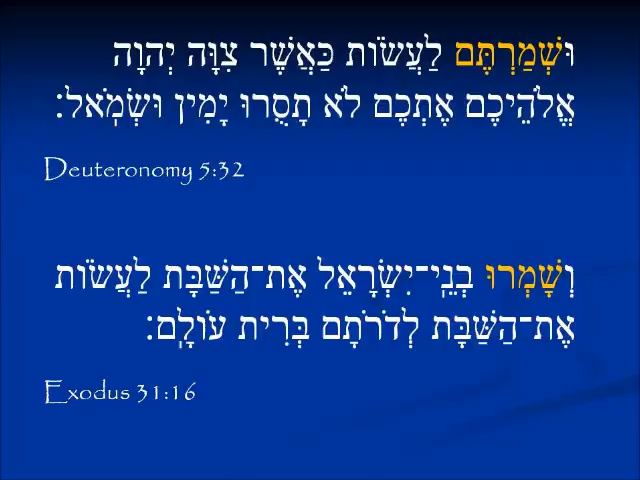 וּשְׁמַרְתֶּם לַעֲשׂוֹת כַּאֲשֶׁר צִוָּה יְהוָה
אֱלֹהֵיכֶם אֶתְכֶם לֹא תָסֻרוּ יָמִין וּשְׂמֹאל׃
Deuteronomy 5:32
וְשָׁמְרוּ בְנֵי־יִשְׂרָאֵל אֶת־הַשַּׁבָּת לַעֲשׂוֹת
אֶת־הַשַּׁבָּת לְדֹרֹתָם בְּרִית עוֹלָם׃
Exodus 31:16